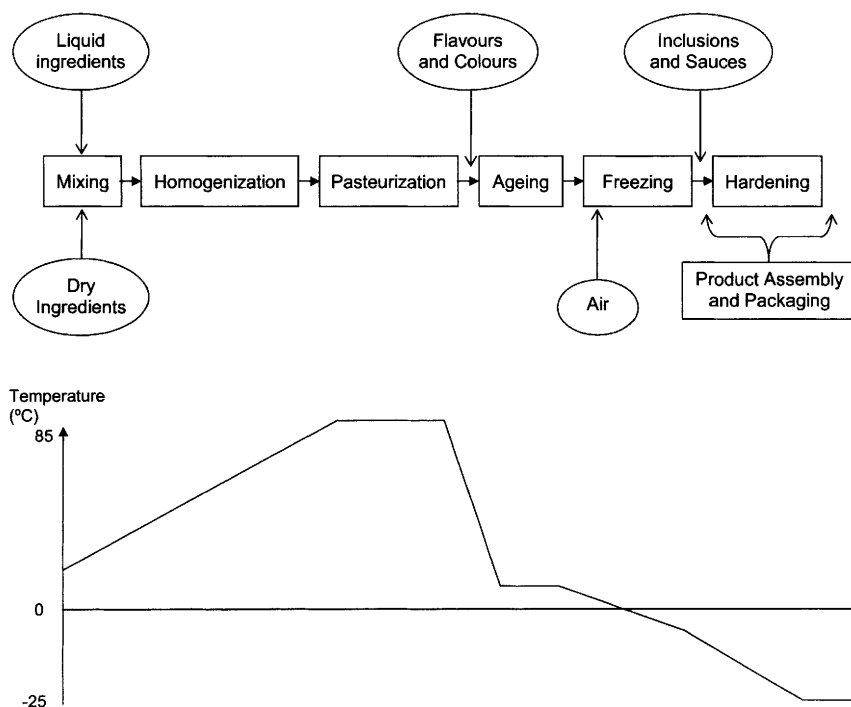 Liquid
ingredients
Flavours
and Colours
Inclusions
and Sauces
Mixing
Homogenization
Pasteurization
Ageing
Freezing
Hardening
Dry
Ingredients
Air
Product Assembly
and Packaging
Temperature
(ºC)
85
0
-25